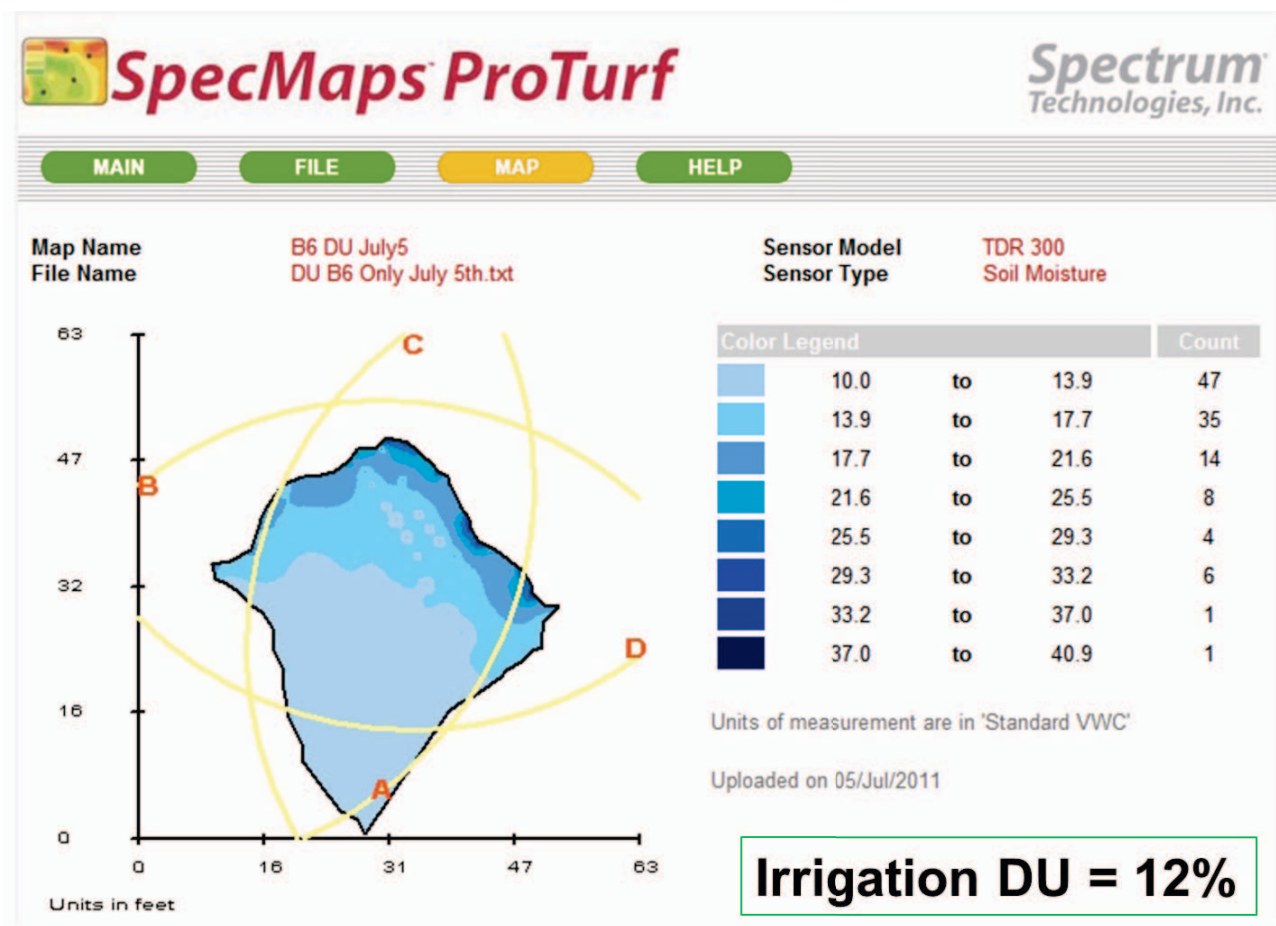 SpecMaps ProTurf
Spectrum
Technologies, Inc.
MAIN FILE MAP HELP
Map Name B6 DU July5
File Name DU B6 Only July 5th.txt
Sensor Model TDR 300
Sensor Type Soil Moisture
63
47
32
16
0
0 16 31 47 63
Units in feet
A
B
C
D
Color Legend Count
10.0 to 13.9 47
13.9 to 17.7 35
17.7 to 21.6 14
21.6 to 25.5 8
25.5 to 29.3 4
29.3 to 33.2 6
33.2 to 37.0 1
37.0 to 40.9 1
Units of measurement are in 'Standard VWC'
Uploaded on 05/Jul/2011
Irrigation DU = 12%